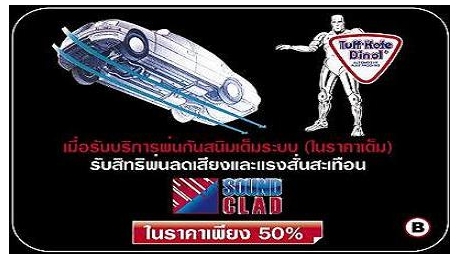 Tuff-Kote
Dinol
เมื่อรับบริการพ่นกันสนิมเต็มระบบ (ในราคาเต็ม)
รับสิทธิพ่นลดเสียงและแรงสั่นสะเทือน
SOUND
CLAD
ในราคาเพียง 50%
B